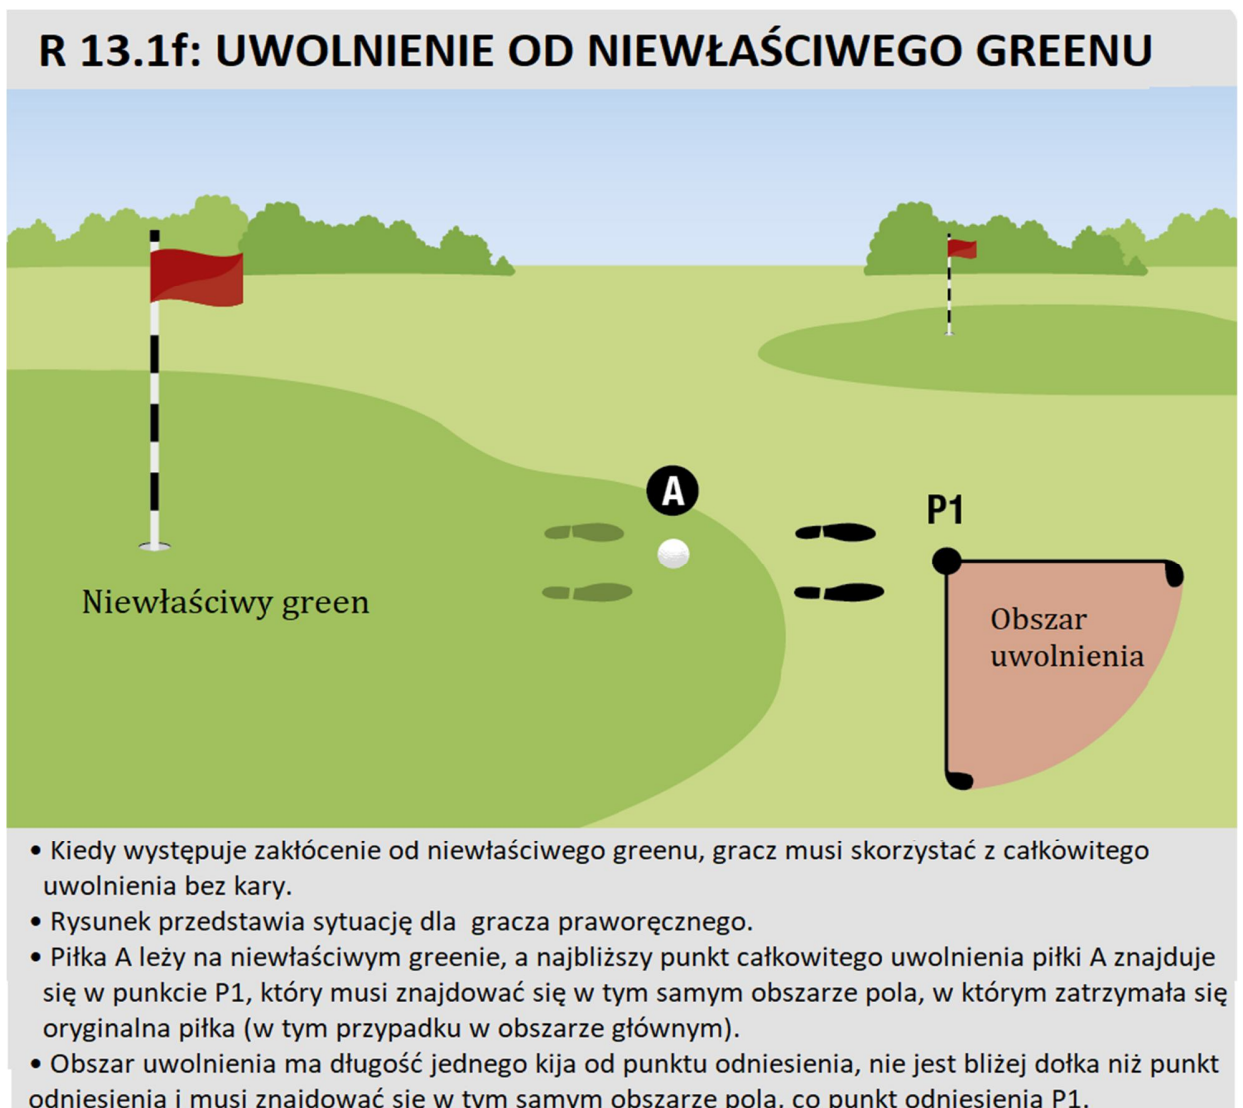 R 13.1f: UWOLNIENIE OD NIEWŁAŚCIWEGO GREENU
A
P1
Niewłaściwy green
Obszar
uwolnienia
• Kiedy występuje zakłócenie od niewłaściwego greenu, gracz musi skorzystać z całkowitego
uwolnienia bez kary.
• Rysunek przedstawia sytuację dla gracza praworęcznego.
• Piłka A leży na niewłaściwym greenie, a najbliższy punkt całkowitego uwolnienia piłki A znajduje
się w punkcie P1, który musi znajdować się w tym samym obszarze pola, w którym zatrzymała się
oryginalna piłka (w tym przypadku w obszarze głównym).
• Obszar uwolnienia ma długość jednego kija od punktu odniesienia, nie jest bliżej dołka niż punkt
odniesienia i musi znajdować się w tym samym obszarze pola, co punkt odniesienia P1.